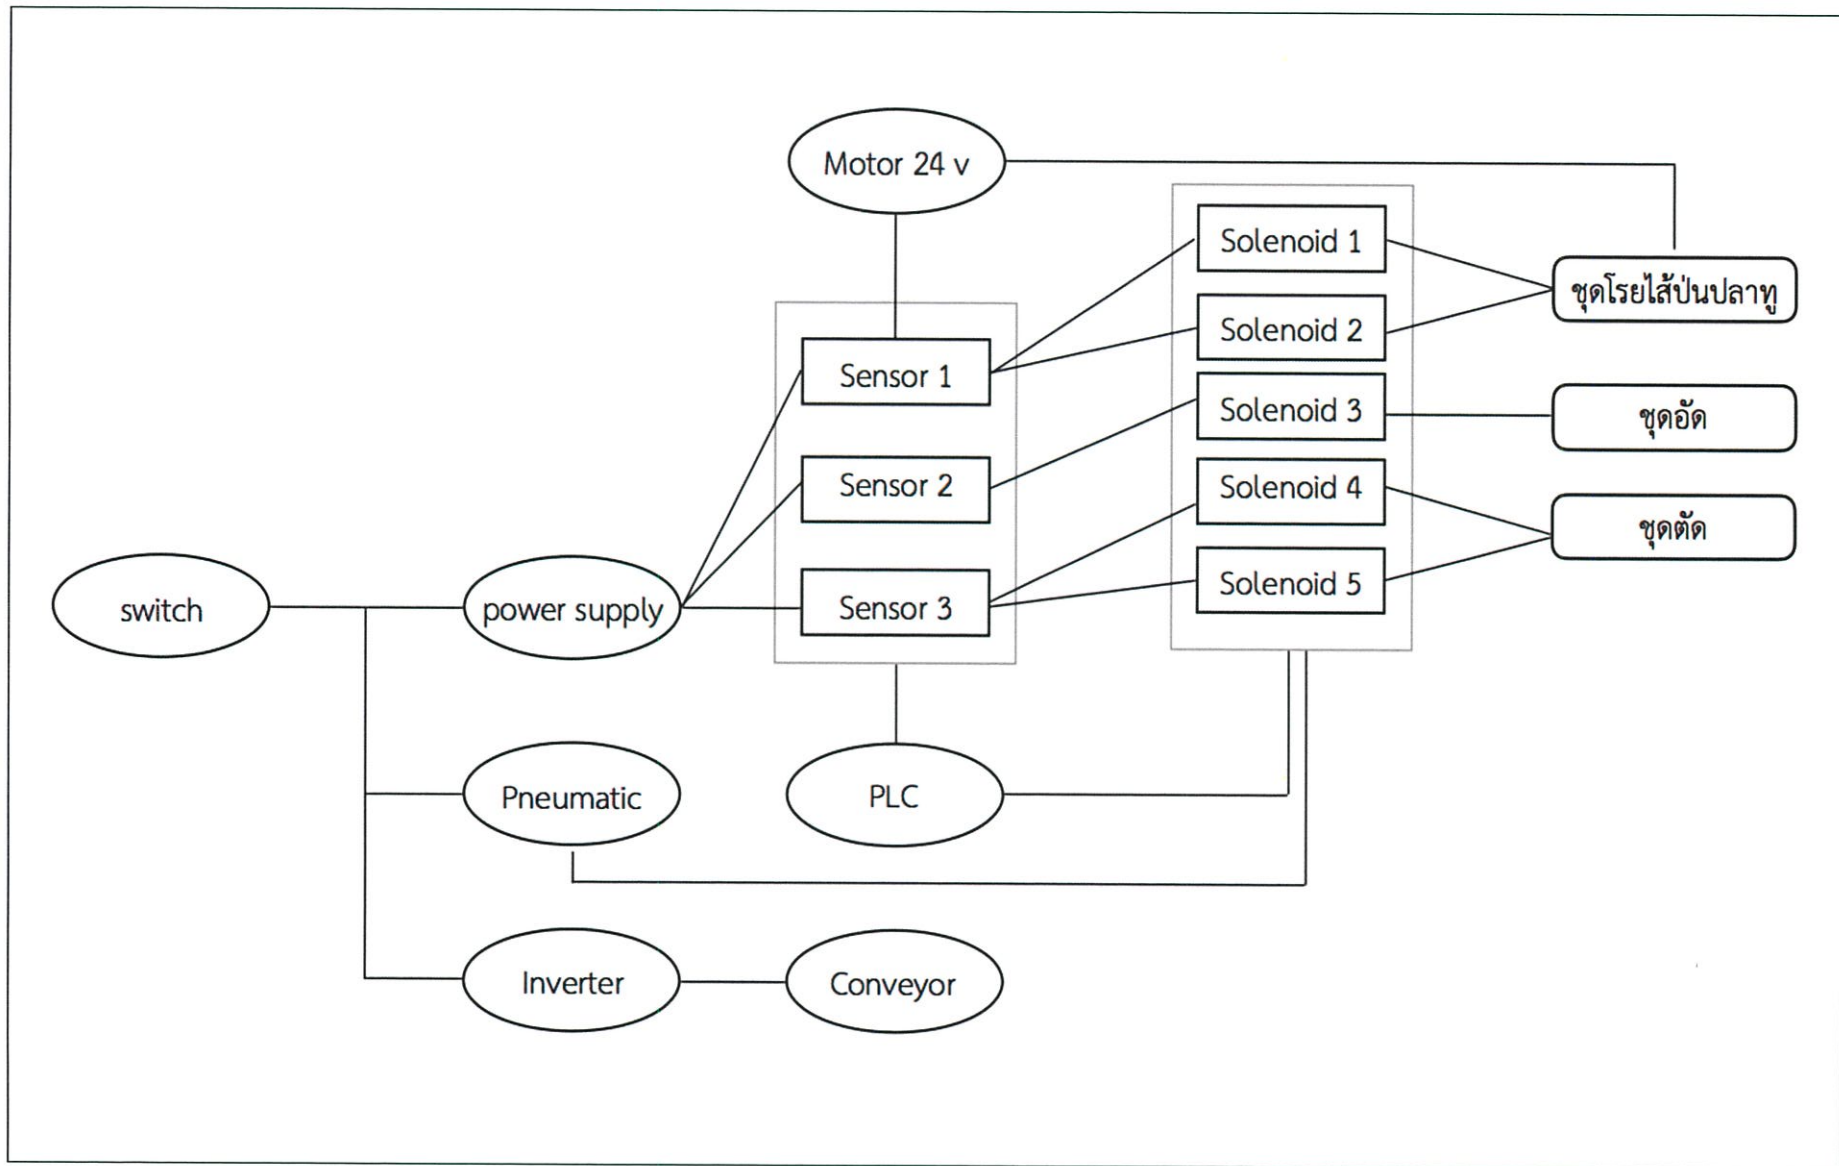 Motor 24 v
Solenoid 1
ชุดโรยไส้ป่นปลาทู
Solenoid 2
Sensor 1
Solenoid 3
ชุดอัด
Sensor 2
Solenoid 4
ชุดตัด
Solenoid 5
switch
power supply
Sensor 3
Pneumatic
PLC
Inverter
Conveyor